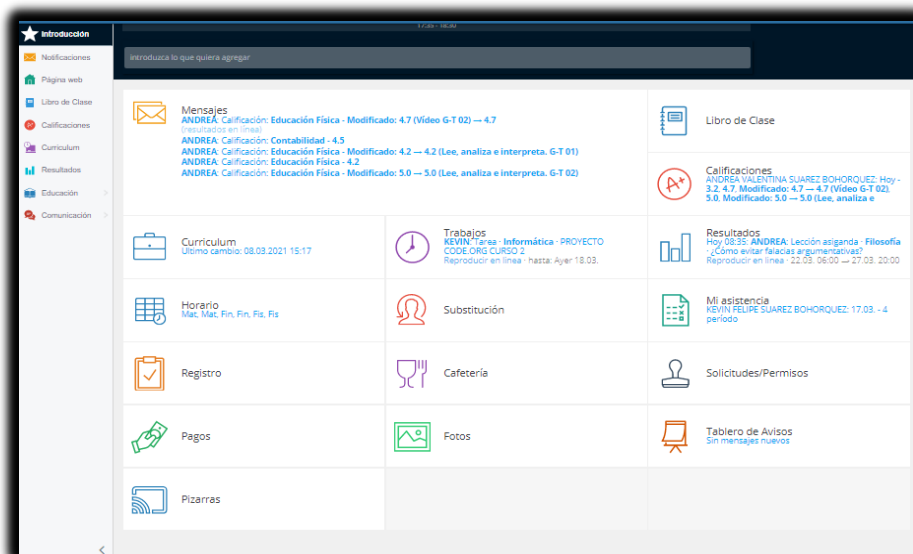 Introducción
17:35 - 18:30
Notificaciones
Página web
Libro de Clase
Calificaciones
Curriculum
Resultados
Educación
Comunicación
introduzca lo que quiera agregar
Mensajes
ANDREA: Calificación: Educación Física - Modificado: 4.7 (Vídeo G-T 02) → 4.7
(resultados en línea)
ANDREA: Calificación: Contabilidad - 4.5
ANDREA: Calificación: Educación Física - Modificado: 4.2 → 4.2 (Lee, analiza e interpreta. G-T 01)
ANDREA: Calificación: Educación Física - 4.2
ANDREA: Calificación: Educación Física - Modificado: 5.0 → 5.0 (Lee, analiza e interpreta. G-T 02)
Libro de Clase
Calificaciones
ANDREA VALENTINA SUAREZ BOHORQUEZ: Hoy -
3.2, 4.7, Modificado: 4.7 → 4.7 (Vídeo G-T 02),
5.0, Modificado: 5.0 → 5.0 (Lee, analiza e
Curriculum
Ultimo cambio: 08.03.2021 15:17
Trabajos
KEVIN: Tarea · Informática · PROYECTO
CODE.ORG CURSO 2
Reproducir en línea · hasta: Ayer 18.03.
Resultados
Hoy 08:35: ANDREA: Lección asiganda · Filosofía
· ¿Cómo evitar falacias argumentativas?
Reproducir en línea · 22.03. 06:00 — 27.03. 20:00
Horario
Mat, Mat, Fin, Fin, Fis, Fis
Substitución
Mi asistencia
KEVIN FELIPE SUAREZ BOHORQUEZ: 17.03. - 4
período
Registro
Cafetería
Solicitudes/Permisos
Pagos
Fotos
Tablero de Avisos
Sin mensajes nuevos
Pizarras